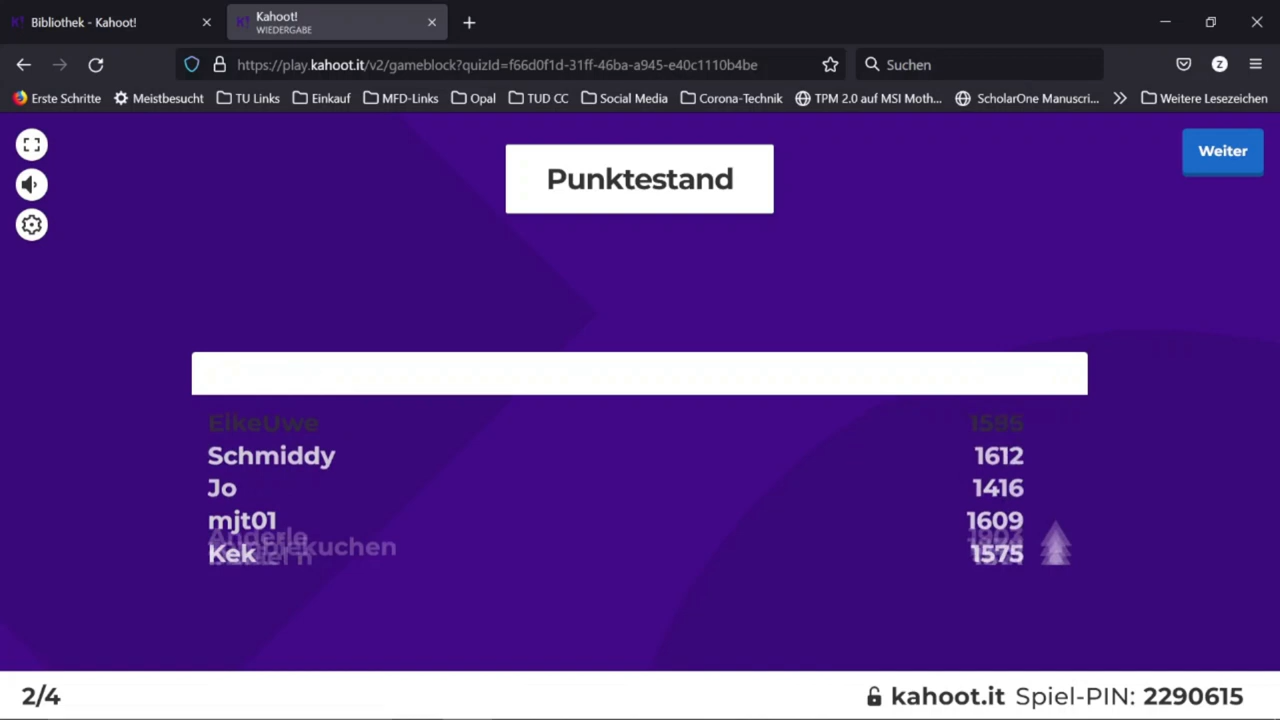 Bibliothek - Kahoot!
Kahoot!
WIEDERGABE
https://play.kahoot.it/v2/gameblock?quizId=f66d0f1d-31ff-46ba-a945-e40c1110b4be
Suchen
Z
Erste Schritte
Meistbesucht
TU Links
Einkauf
MFD-Links
Opal
TUD CC
Social Media
Corona-Technik
TPM 2.0 auf MSI Moth...
ScholarOne Manuscri...
Weitere Lesezeichen
Punktestand
Weiter
ElkeUwe 1595
Schmiddy 1612
Jo 1416
mjt01 1609
Kek 1575
2/4
kahoot.it Spiel-PIN: 2290615